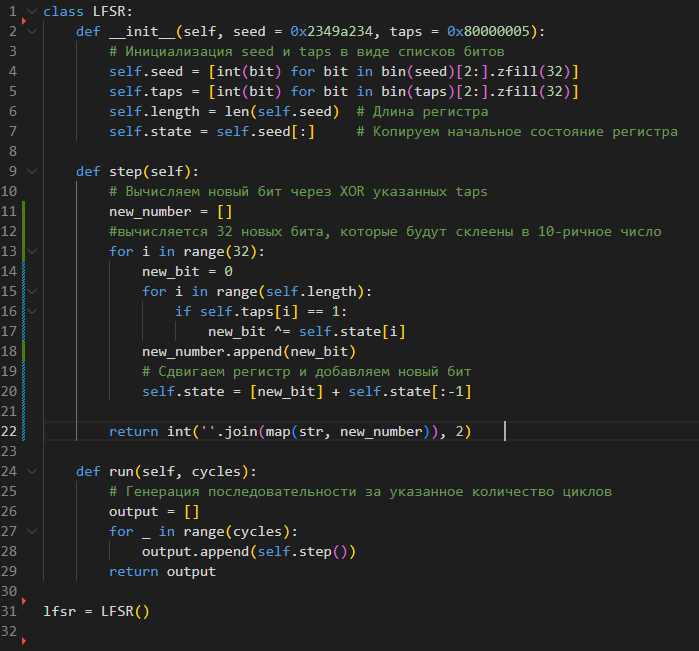 1 class LFSR:
2 def __init__(self, seed = 0x2349a234, taps = 0x80000005):
3 # Инициализация seed и taps в виде списков битов
4 self.seed = [int(bit) for bit in bin(seed)[2:].zfill(32)]
5 self.taps = [int(bit) for bit in bin(taps)[2:].zfill(32)]
6 self.length = len(self.seed)  # Длина регистра
7 self.state = self.seed[:]     # Копируем начальное состояние регистра
8
9 def step(self):
10 # Вычисляем новый бит через XOR указанных taps
11 new_number = []
12 #вычисляется 32 новых бита, которые будут склеены в 10-ричное число
13 for i in range(32):
14 new_bit = 0
15 for i in range(self.length):
16 if self.taps[i] == 1:
17 new_bit ^= self.state[i]
18 new_number.append(new_bit)
19 # Сдвигаем регистр и добавляем новый бит
20 self.state = [new_bit] + self.state[:-1]
21
22 return int(''.join(map(str, new_number)), 2)
23
24 def run(self, cycles):
25 # Генерация последовательности за указанное количество циклов
26 output = []
27 for _ in range(cycles):
28 output.append(self.step())
29 return output
30
31 lfsr = LFSR()
32